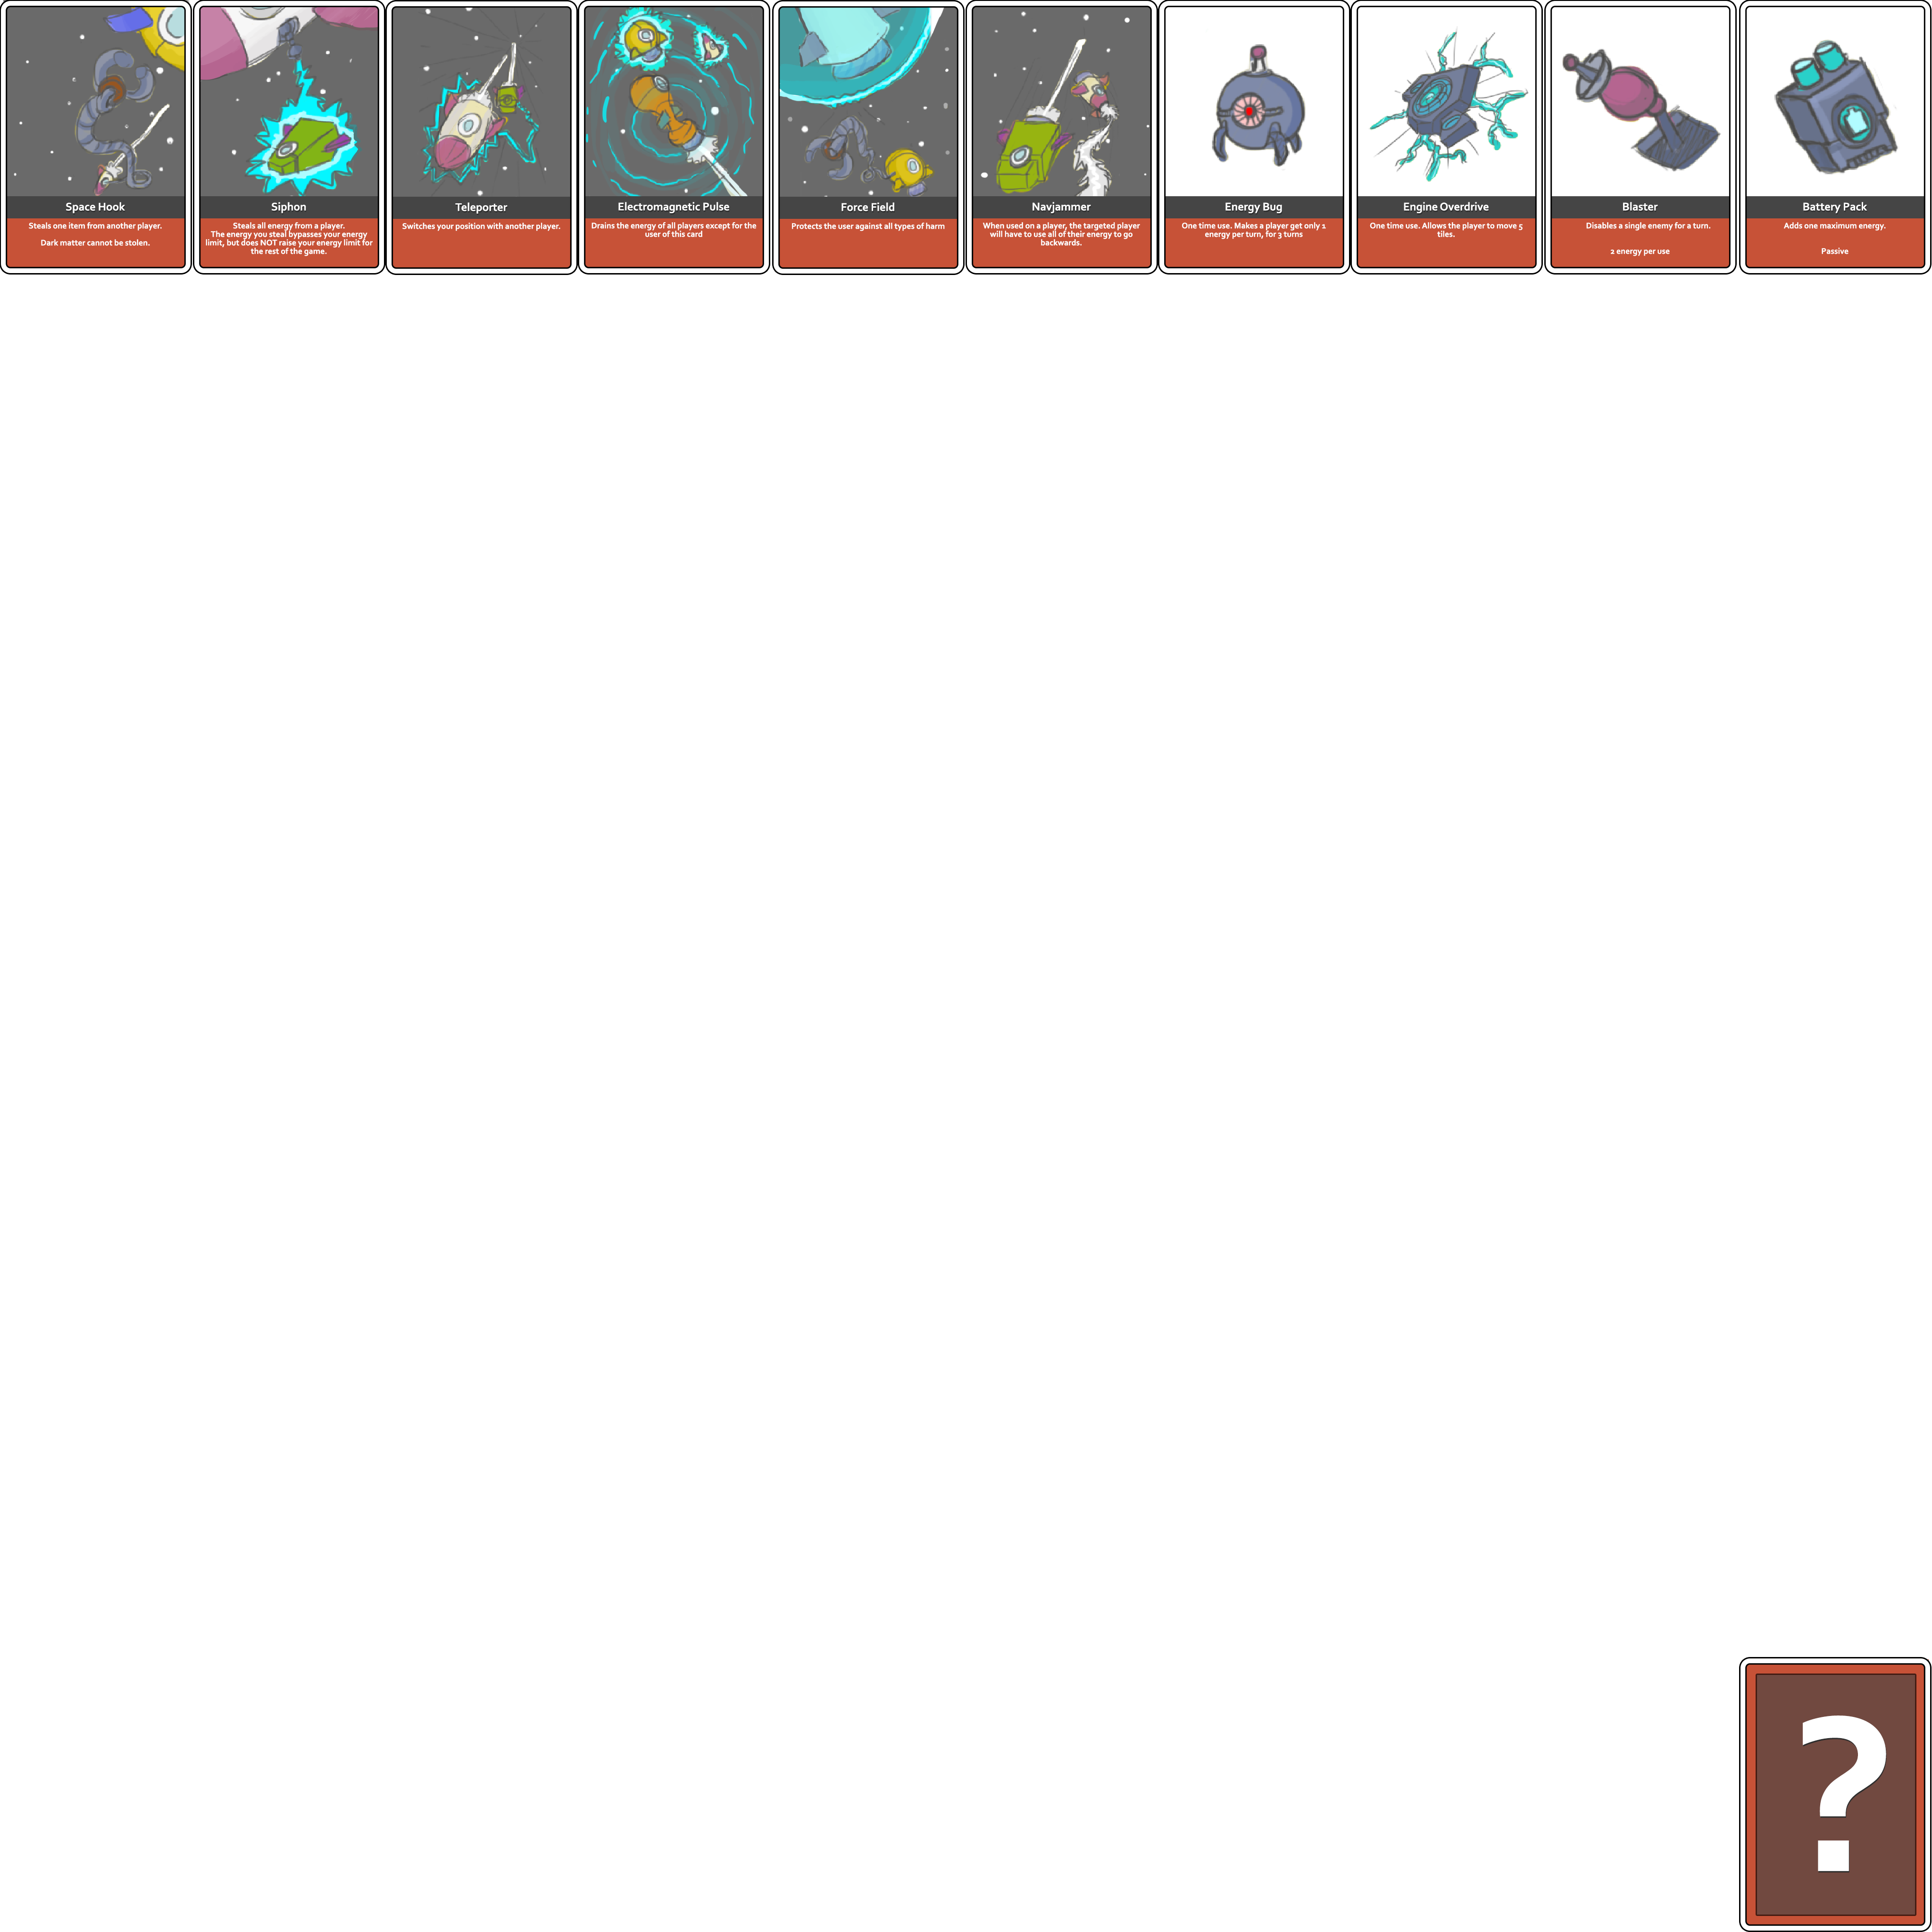 Space Hook
Steals one item from another player.
Dark matter cannot be stolen.
Siphon
Steals all energy from a player.
The energy you steal bypasses your energy
limit, but does NOT raise your energy limit for
the rest of the game.
Teleporter
Switches your position with another player.
Electromagnetic Pulse
Drains the energy of all players except for the
user of this card
Force Field
Protects the user against all types of harm
Navjammer
When used on a player, the targeted player
will have to use all of their energy to go
backwards.
Energy Bug
One time use. Makes a player get only 1
energy per turn, for 3 turns
Engine Overdrive
One time use. Allows the player to move 5
tiles.
Blaster
Disables a single enemy for a turn.
2 energy per use
Battery Pack
Adds one maximum energy.
Passive
?